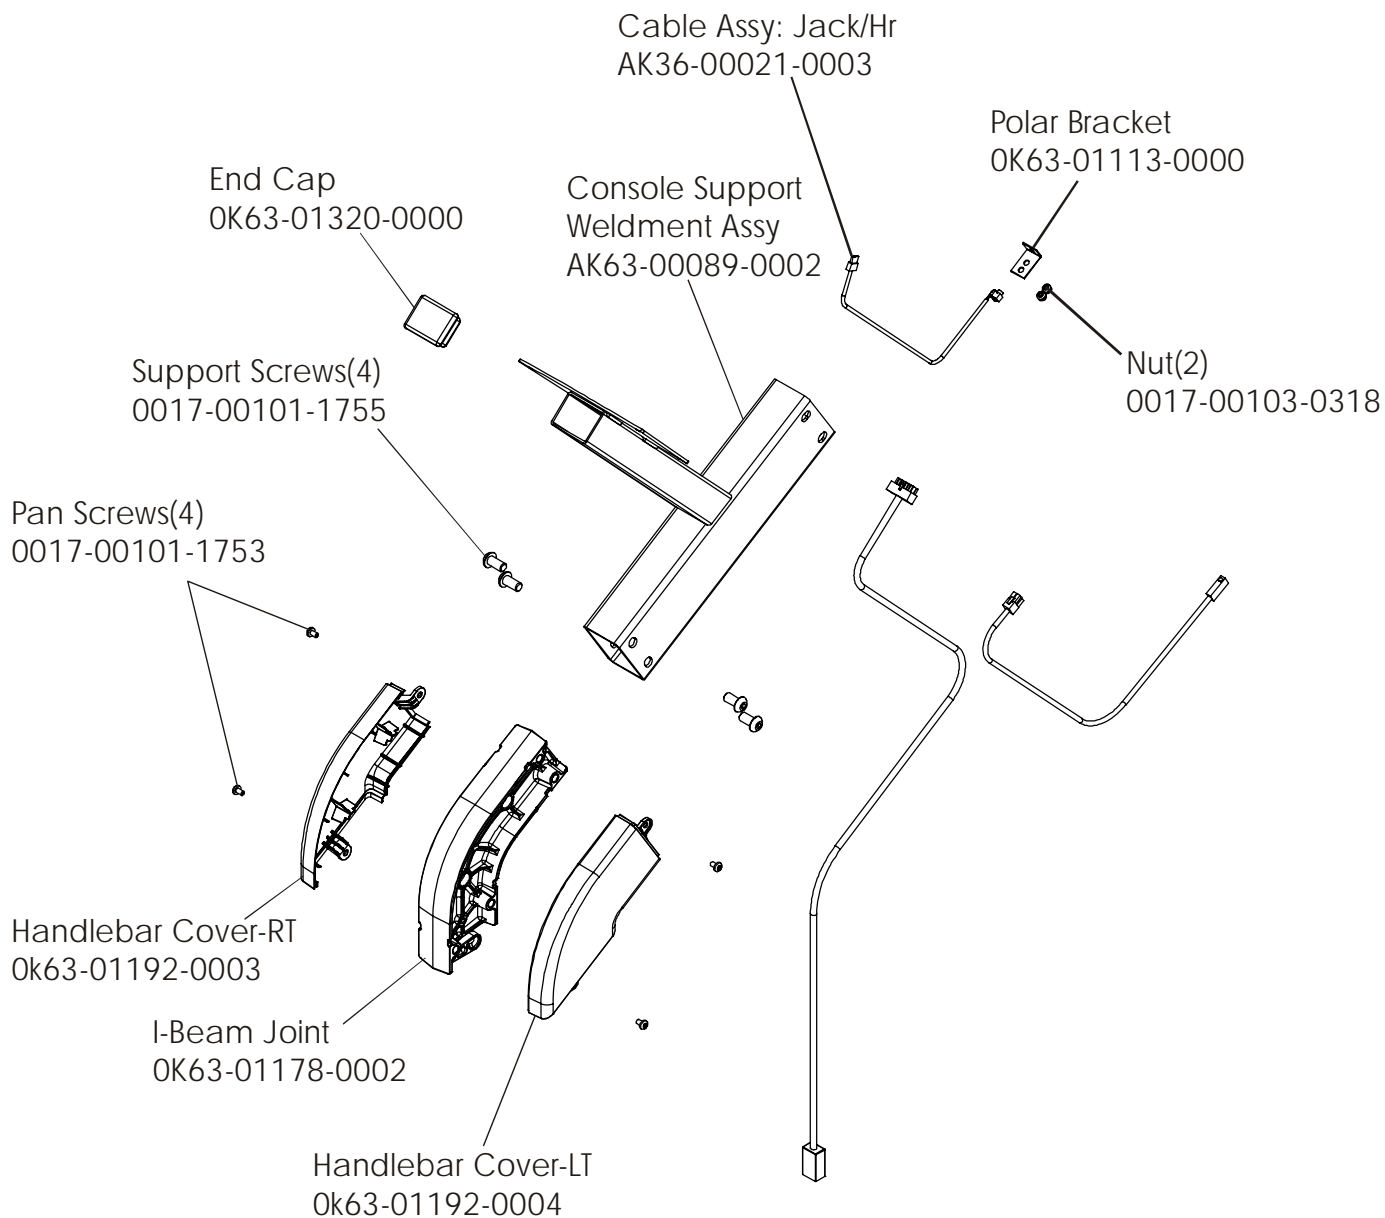 Cable Assy: Jack/Hr
AK36-00021-0003
Polar Bracket
0K63-01113-0000
End Cap
0K63-01320-0000
Console Support
Weldment Assy
AK63-00089-0002
Support Screws(4)
0017-00101-1755
Nut(2)
0017-00103-0318
Pan Screws(4)
0017-00101-1753
Handlebar Cover-RT
0k63-01192-0003
I-Beam Joint
0K63-01178-0002
Handlebar Cover-LT
0k63-01192-0004